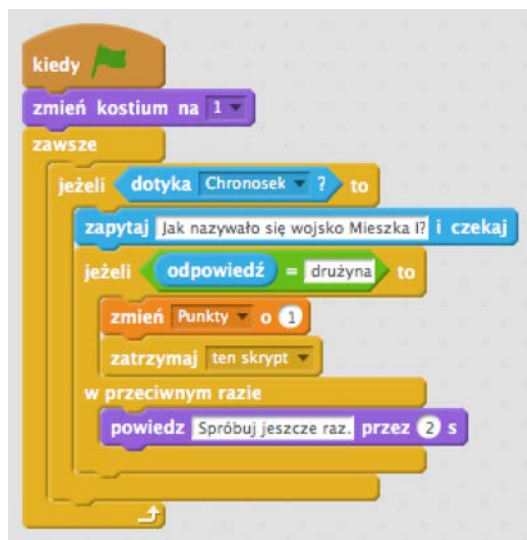 kiedy
zmień kostium na 1
zawsze
jeżeli dotyka Chronosek ? to
zapytaj Jak nazywało się wojsko Mieszka I? i czekaj
jeżeli odpowiedź = drużyna to
zmień Punkty o 1
zatrzymaj ten skrypt
w przeciwnym razie
powiedz Spróbuj jeszcze raz. przez 2 s